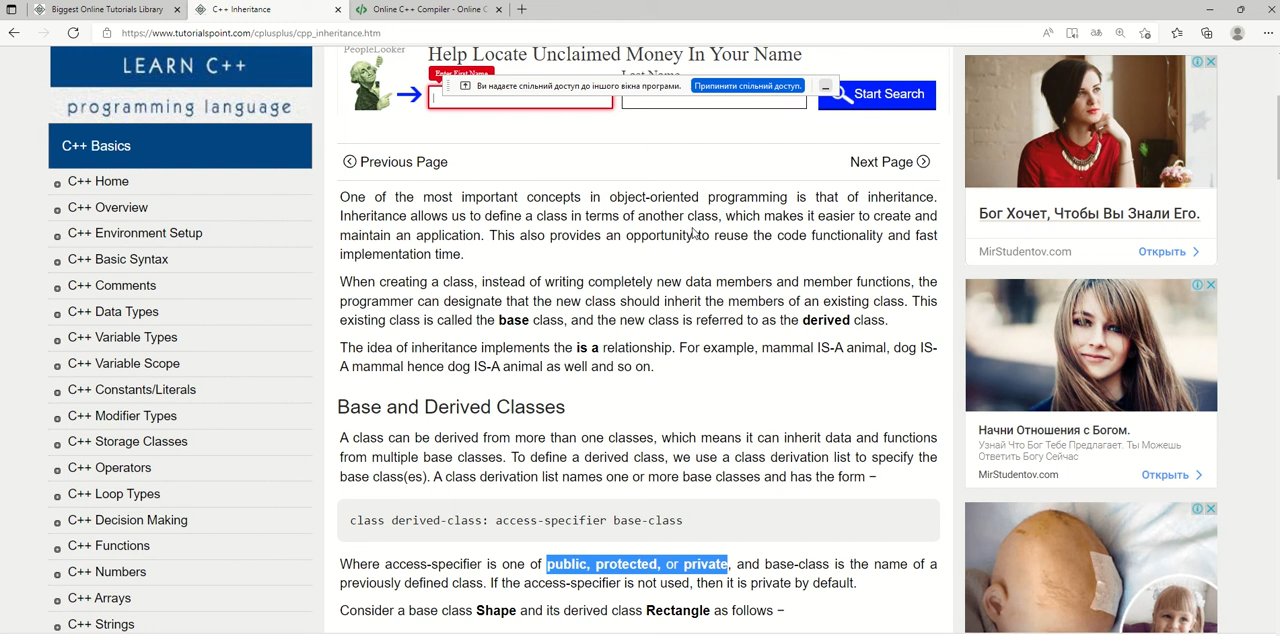 Biggest Online Tutorials Library
C++ Inheritance
Online C++ Compiler - Online C
https://www.tutorialspoint.com/cplusplus/cpp_inheritance.htm
LEARN C++
programming language
C++ Basics
C++ Home
C++ Overview
C++ Environment Setup
C++ Basic Syntax
C++ Comments
C++ Data Types
C++ Variable Types
C++ Variable Scope
C++ Constants/Literals
C++ Modifier Types
C++ Storage Classes
C++ Operators
C++ Loop Types
C++ Decision Making
C++ Functions
C++ Numbers
C++ Arrays
C++ Strings
PeopleLooker
Help Locate Unclaimed Money In Your Name
Enter First Name
Last Name
Ви надаєте спільний доступ до іншого вікна програми.
Припинити спільний доступ.
Start Search
Previous Page
Next Page
One of the most important concepts in object-oriented programming is that of inheritance.
Inheritance allows us to define a class in terms of another class, which makes it easier to create and
maintain an application. This also provides an opportunity to reuse the code functionality and fast
implementation time.
When creating a class, instead of writing completely new data members and member functions, the
programmer can designate that the new class should inherit the members of an existing class. This
existing class is called the base class, and the new class is referred to as the derived class.
The idea of inheritance implements the is a relationship. For example, mammal IS-A animal, dog IS-
A mammal hence dog IS-A animal as well and so on.
Base and Derived Classes
A class can be derived from more than one classes, which means it can inherit data and functions
from multiple base classes. To define a derived class, we use a class derivation list to specify the
base class(es). A class derivation list names one or more base classes and has the form −
class derived-class: access-specifier base-class
Where access-specifier is one of public, protected, or private, and base-class is the name of a
previously defined class. If the access-specifier is not used, then it is private by default.
Consider a base class Shape and its derived class Rectangle as follows −
Бог Хочет, Чтобы Вы Знали Его.
MirStudentov.com
Открыть
Начни Отношения с Богом.
Узнай Что Бог Тебе Предлагает. Ты Можешь
Ответить Богу Сейчас
MirStudentov.com
Открыть